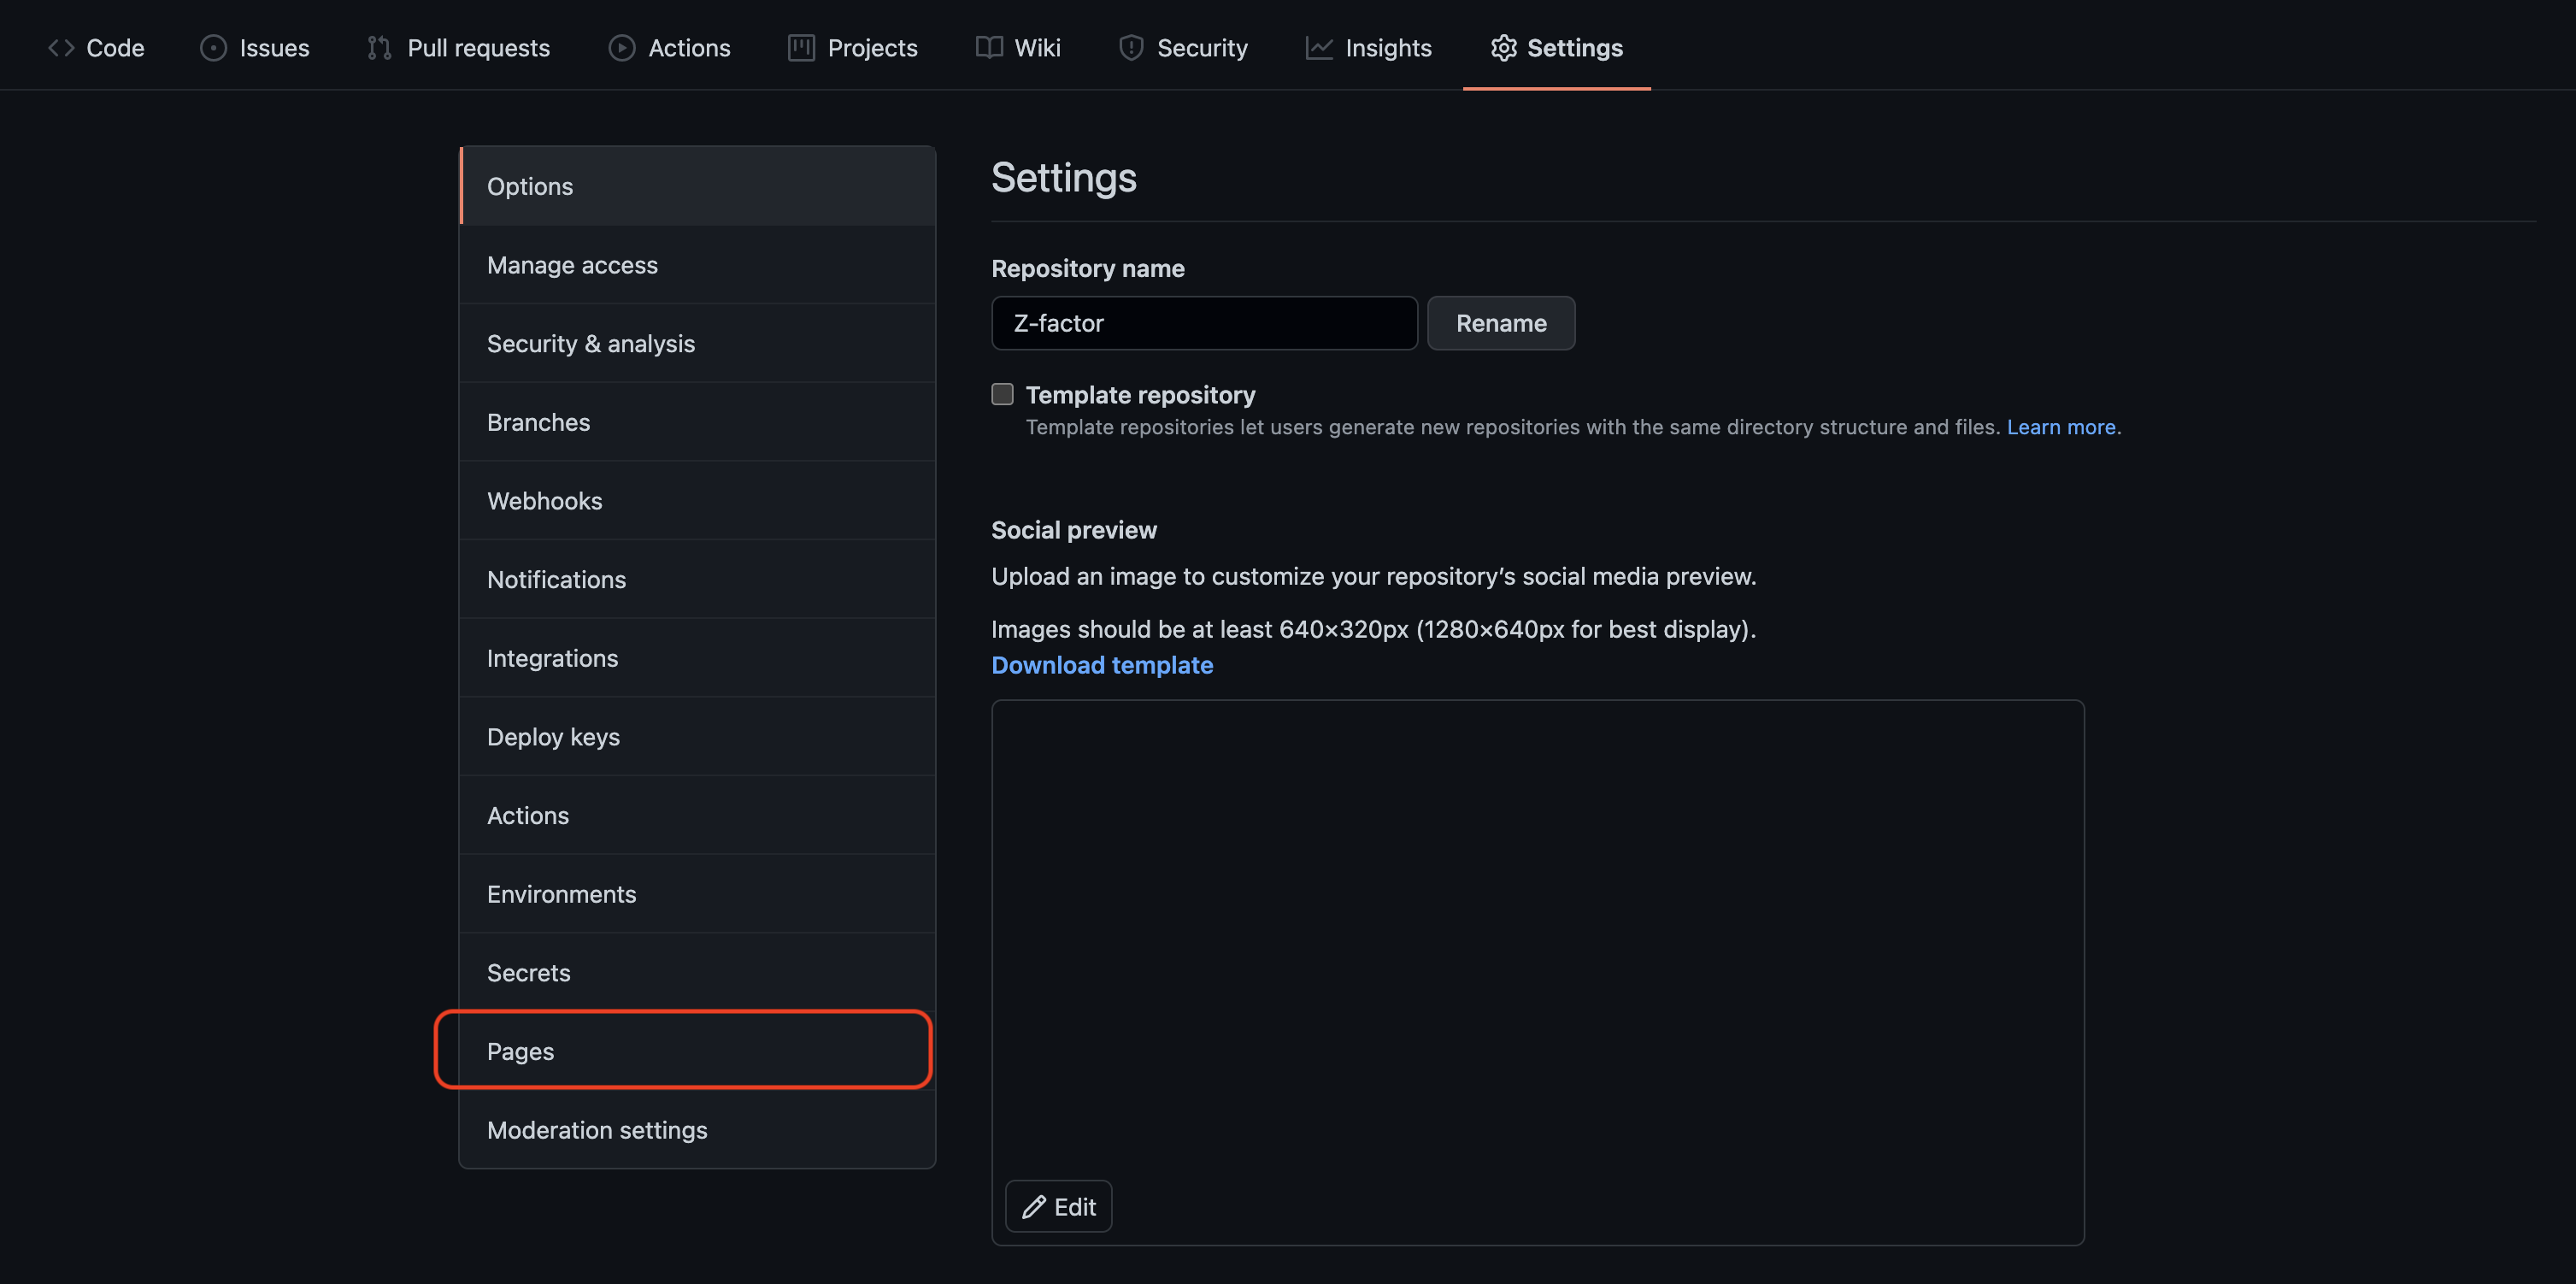 Code Issues Pull requests Actions Projects Wiki Security Insights Settings
Options
Manage access
Security & analysis
Branches
Webhooks
Notifications
Integrations
Deploy keys
Actions
Environments
Secrets
Pages
Moderation settings
Settings
Repository name
Z-factor Rename
Template repository
Template repositories let users generate new repositories with the same directory structure and files. Learn more.
Social preview
Upload an image to customize your repository’s social media preview.
Images should be at least 640×320px (1280×640px for best display).
Download template
Edit